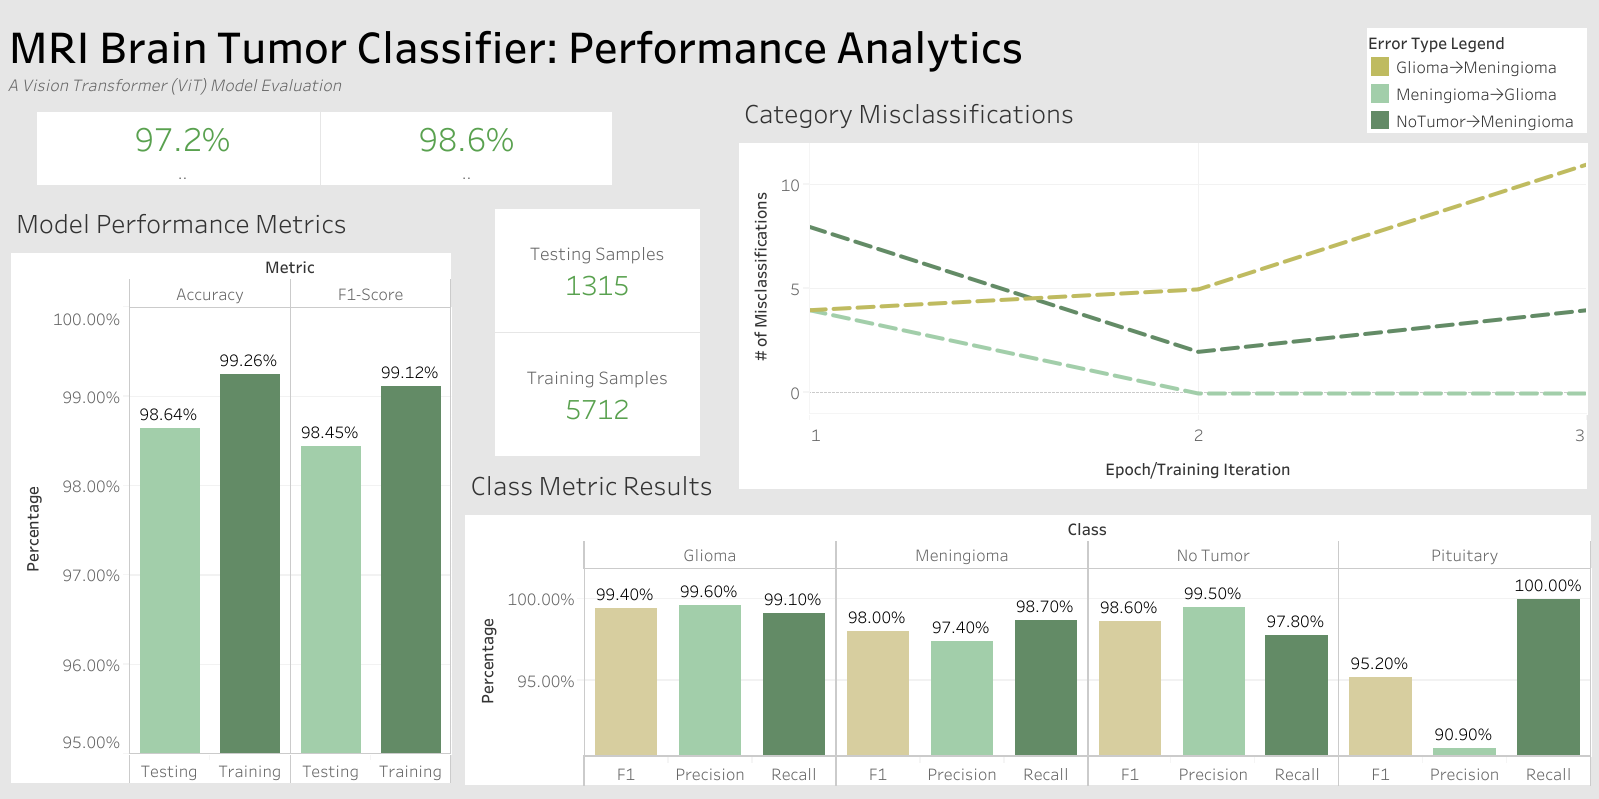 MRI Brain Tumor Classifier: Performance Analytics
A Vision Transformer (ViT) Model Evaluation
97.2% 98.6%
.. ..
Error Type Legend
Glioma→Meningioma
Meningioma→Glioma
NoTumor→Meningioma
Model Performance Metrics
Metric
Accuracy F1-Score
Percentage
100.00%
99.00%
98.00%
97.00%
96.00%
95.00%
98.64% 99.26% 98.45% 99.12%
Testing Training Testing Training
Testing Samples
1315
Training Samples
5712
Category Misclassifications
# of Misclassifications
10
5
0
1 2 3
Epoch/Training Iteration
Class Metric Results
Class
Glioma Meningioma No Tumor Pituitary
Percentage
100.00%
95.00%
99.40% 99.60% 99.10% 98.00% 97.40% 98.70% 98.60% 99.50% 97.80% 95.20% 90.90% 100.00%
F1 Precision Recall F1 Precision Recall F1 Precision Recall F1 Precision Recall